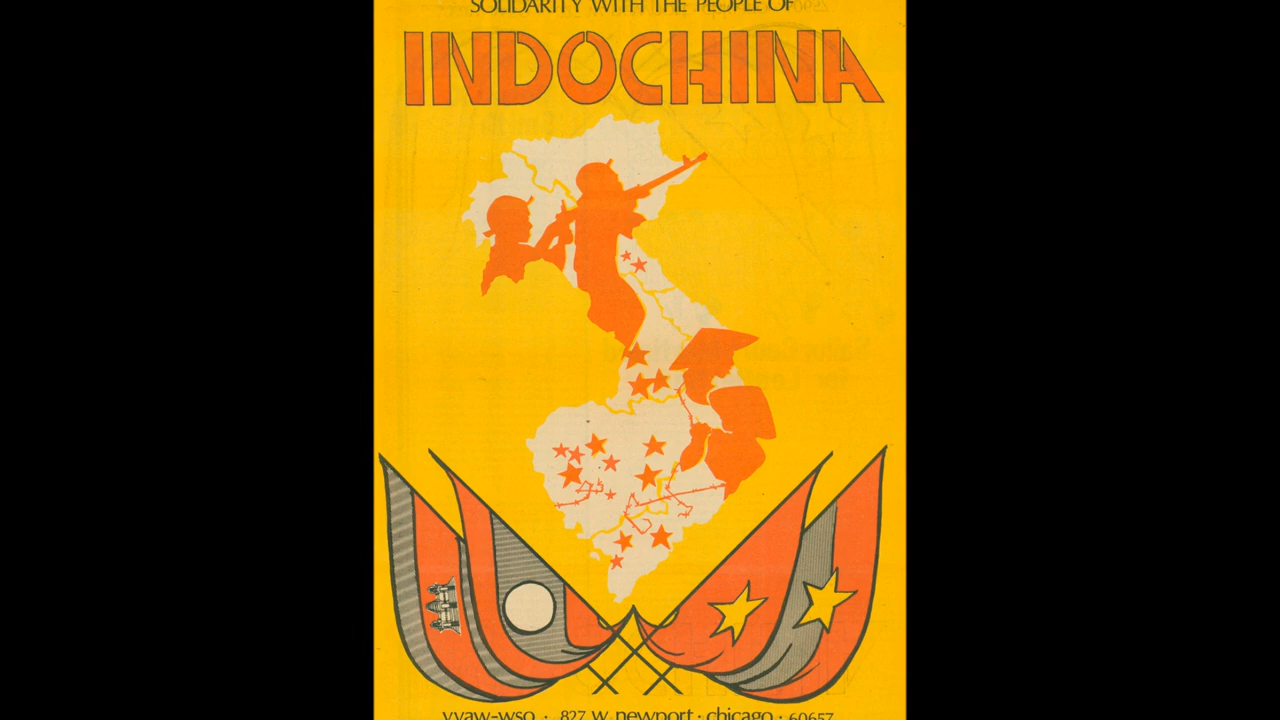 SOLIDARITY WITH THE PEOPLE OF
INDOCHINA
vvaw-wso · 827 w. newport · chicago · 60657